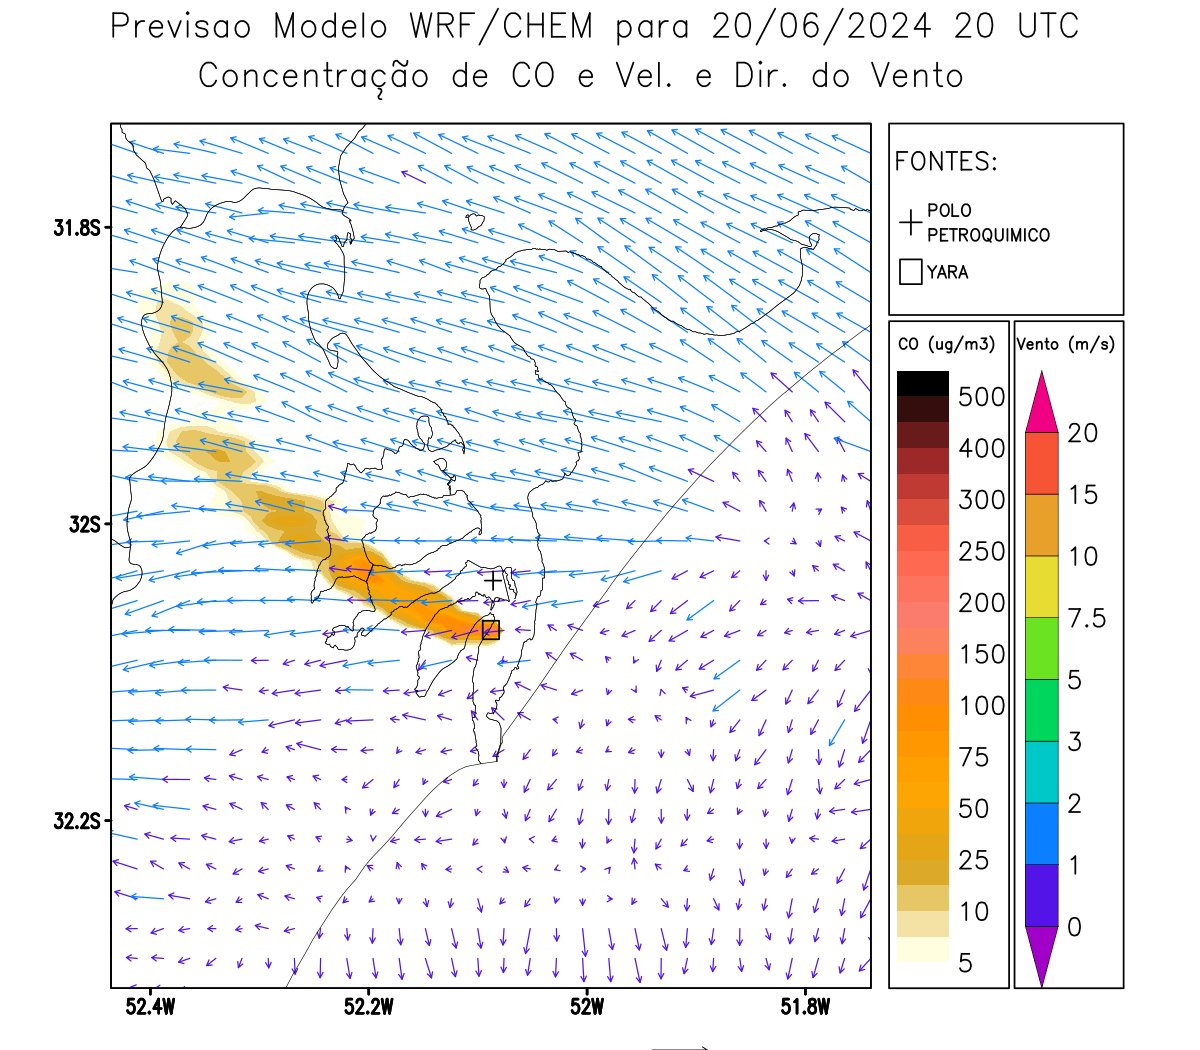 Previsao Modelo WRF/CHEM para 20/06/2024 20 UTC
Concentração de CO e Vel. e Dir. do Vento
FONTES:
POLO
PETROQUIMICO
YARA
31.8S
32S
32.2S
52.4W
52.2W
52W
51.8W
CO (ug/m3)
500
400
300
250
200
150
100
75
50
25
10
5
Vento (m/s)
20
15
10
7.5
5
3
2
1
0